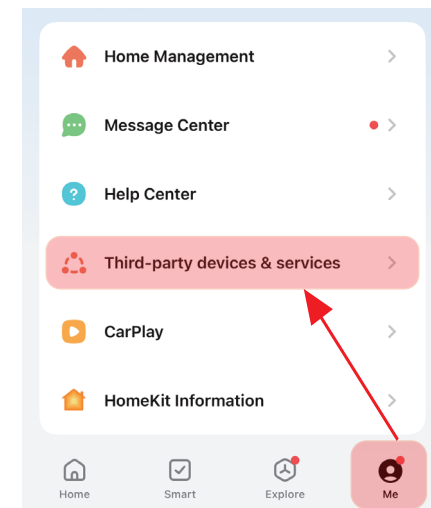 Home Management
Message Center
Help Center
Third-party devices & services
CarPlay
HomeKit Information
Home
Smart
Explore
Me